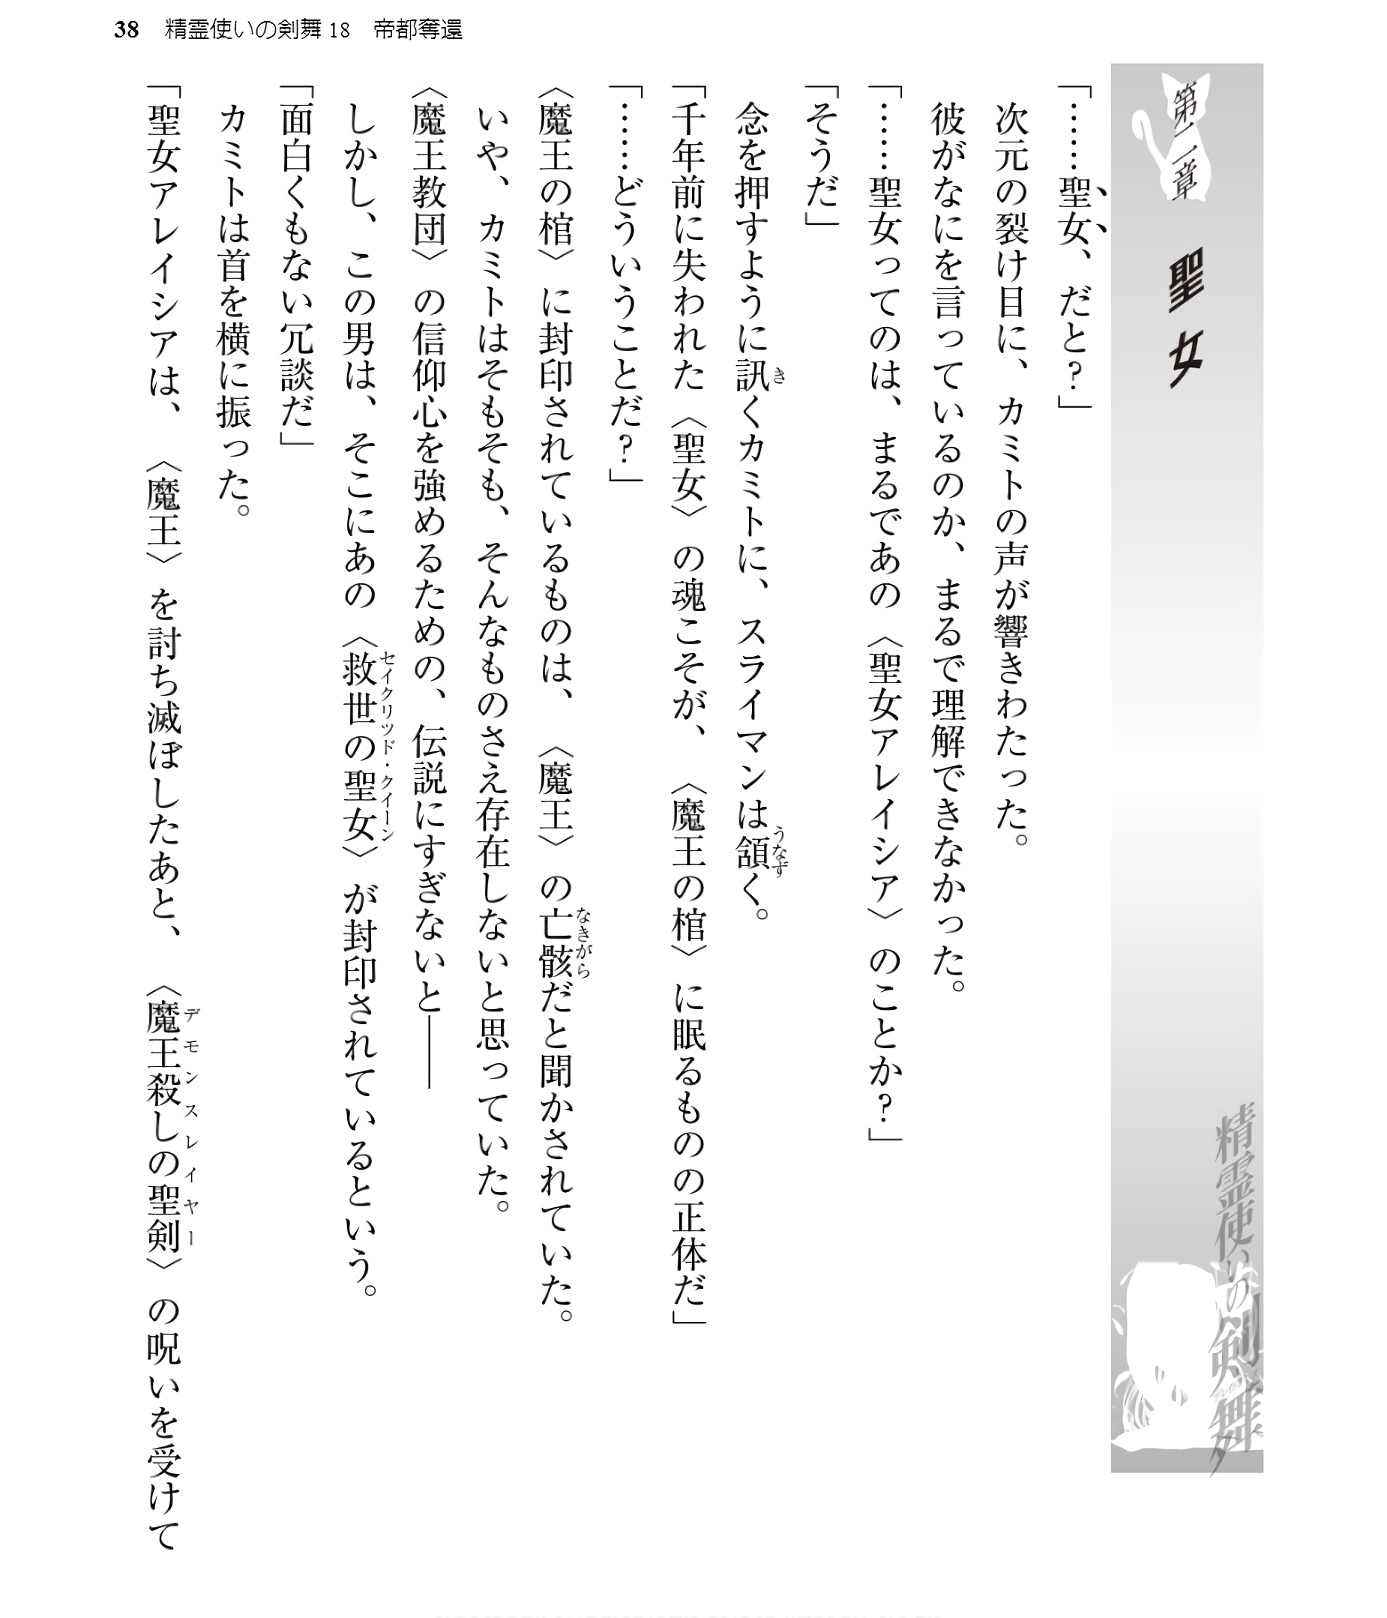 38　精霊使いの剣舞18　帝都奪還
第二章　聖女
精霊使いの剣舞
「……聖女、だと？」
　次元の裂け目に、カミトの声が響きわたった。
　彼がなにを言っているのか、まるで理解できなかった。
「……聖女ってのは、まるであの〈聖女アレイシア〉のことか？」
「そうだ」
　念を押すように訊くカミトに、スライマンは頷く。
「千年前に失われた〈聖女〉の魂こそが、〈魔王の棺〉に眠るものの正体だ」
「……どういうことだ？」
〈魔王の棺〉に封印されているものは、〈魔王〉の亡骸だと聞かされていた。
　いや、カミトはそもそも、そんなものさえ存在しないと思っていた。
〈魔王教団〉の信仰心を強めるための、伝説にすぎないと――
　しかし、この男は、そこにあの〈救世の聖女〉が封印されているという。
「面白くもない冗談だ」
　カミトは首を横に振った。
「聖女アレイシアは、〈魔王〉を討ち滅ぼしたあと、〈魔王殺しの聖剣〉の呪いを受けて